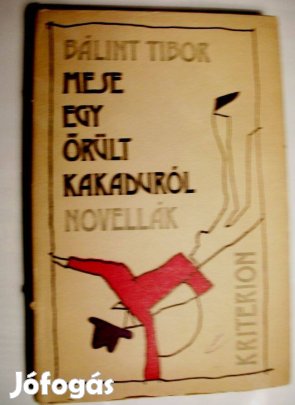 BÁLINT TIBOR
MESE
EGY
ŐRÜLT
KAKADURÓL
NOVELLÁK
KRITERION
Jófogás